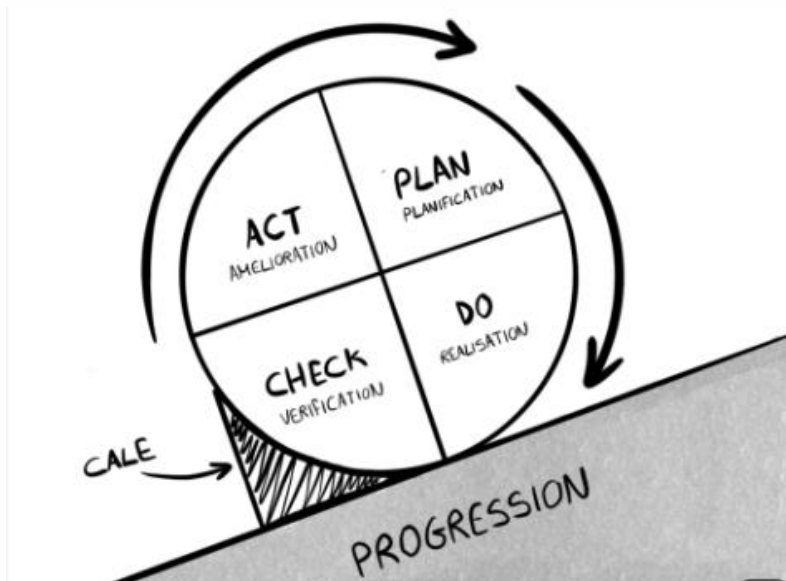 PLAN
PLANIFICATION
ACT
AMELIORATION
DO
REALISATION
CHECK
VERIFICATION
CALE
PROGRESSION